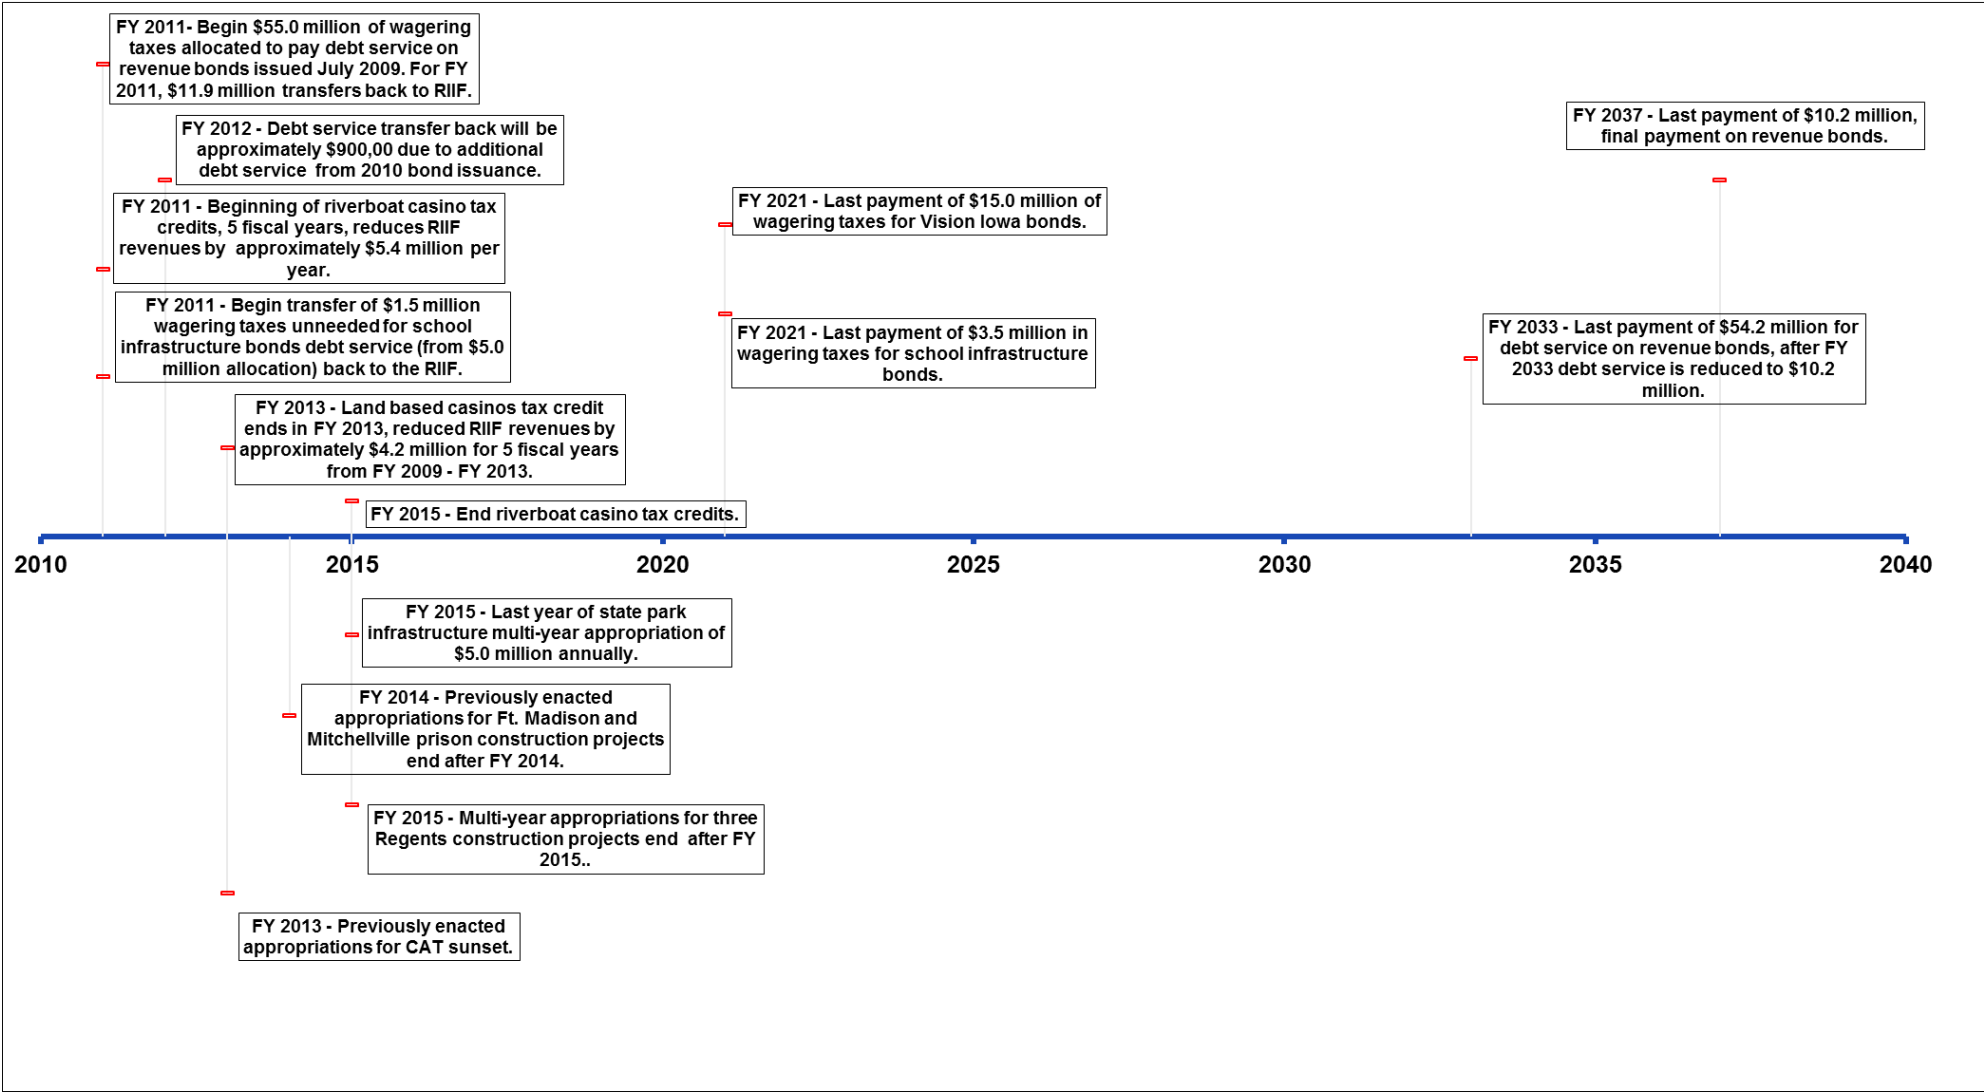 FY 2011- Begin $55.0 million of wagering
taxes allocated to pay debt service on
revenue bonds issued July 2009. For FY
2011, $11.9 million transfers back to RIIF.
FY 2012 - Debt service transfer back will be
approximately $900,00 due to additional
debt service from 2010 bond issuance.
FY 2011 - Beginning of riverboat casino tax
credits, 5 fiscal years, reduces RIIF
revenues by approximately $5.4 million per
year.
FY 2011 - Begin transfer of $1.5 million
wagering taxes unneeded for school
infrastructure bonds debt service (from $5.0
million allocation) back to the RIIF.
FY 2013 - Land based casinos tax credit
ends in FY 2013, reduced RIIF revenues by
approximately $4.2 million for 5 fiscal years
from FY 2009 - FY 2013.
FY 2015 - End riverboat casino tax credits.
FY 2021 - Last payment of $15.0 million of
wagering taxes for Vision Iowa bonds.
FY 2021 - Last payment of $3.5 million in
wagering taxes for school infrastructure
bonds.
FY 2037 - Last payment of $10.2 million,
final payment on revenue bonds.
FY 2033 - Last payment of $54.2 million for
debt service on revenue bonds, after FY
2033 debt service is reduced to $10.2
million.
2010
2015
2020
2025
2030
2035
2040
FY 2015 - Last year of state park
infrastructure multi-year appropriation of
$5.0 million annually.
FY 2014 - Previously enacted
appropriations for Ft. Madison and
Mitchellville prison construction projects
end after FY 2014.
FY 2015 - Multi-year appropriations for three
Regents construction projects end after FY
2015..
FY 2013 - Previously enacted
appropriations for CAT sunset.